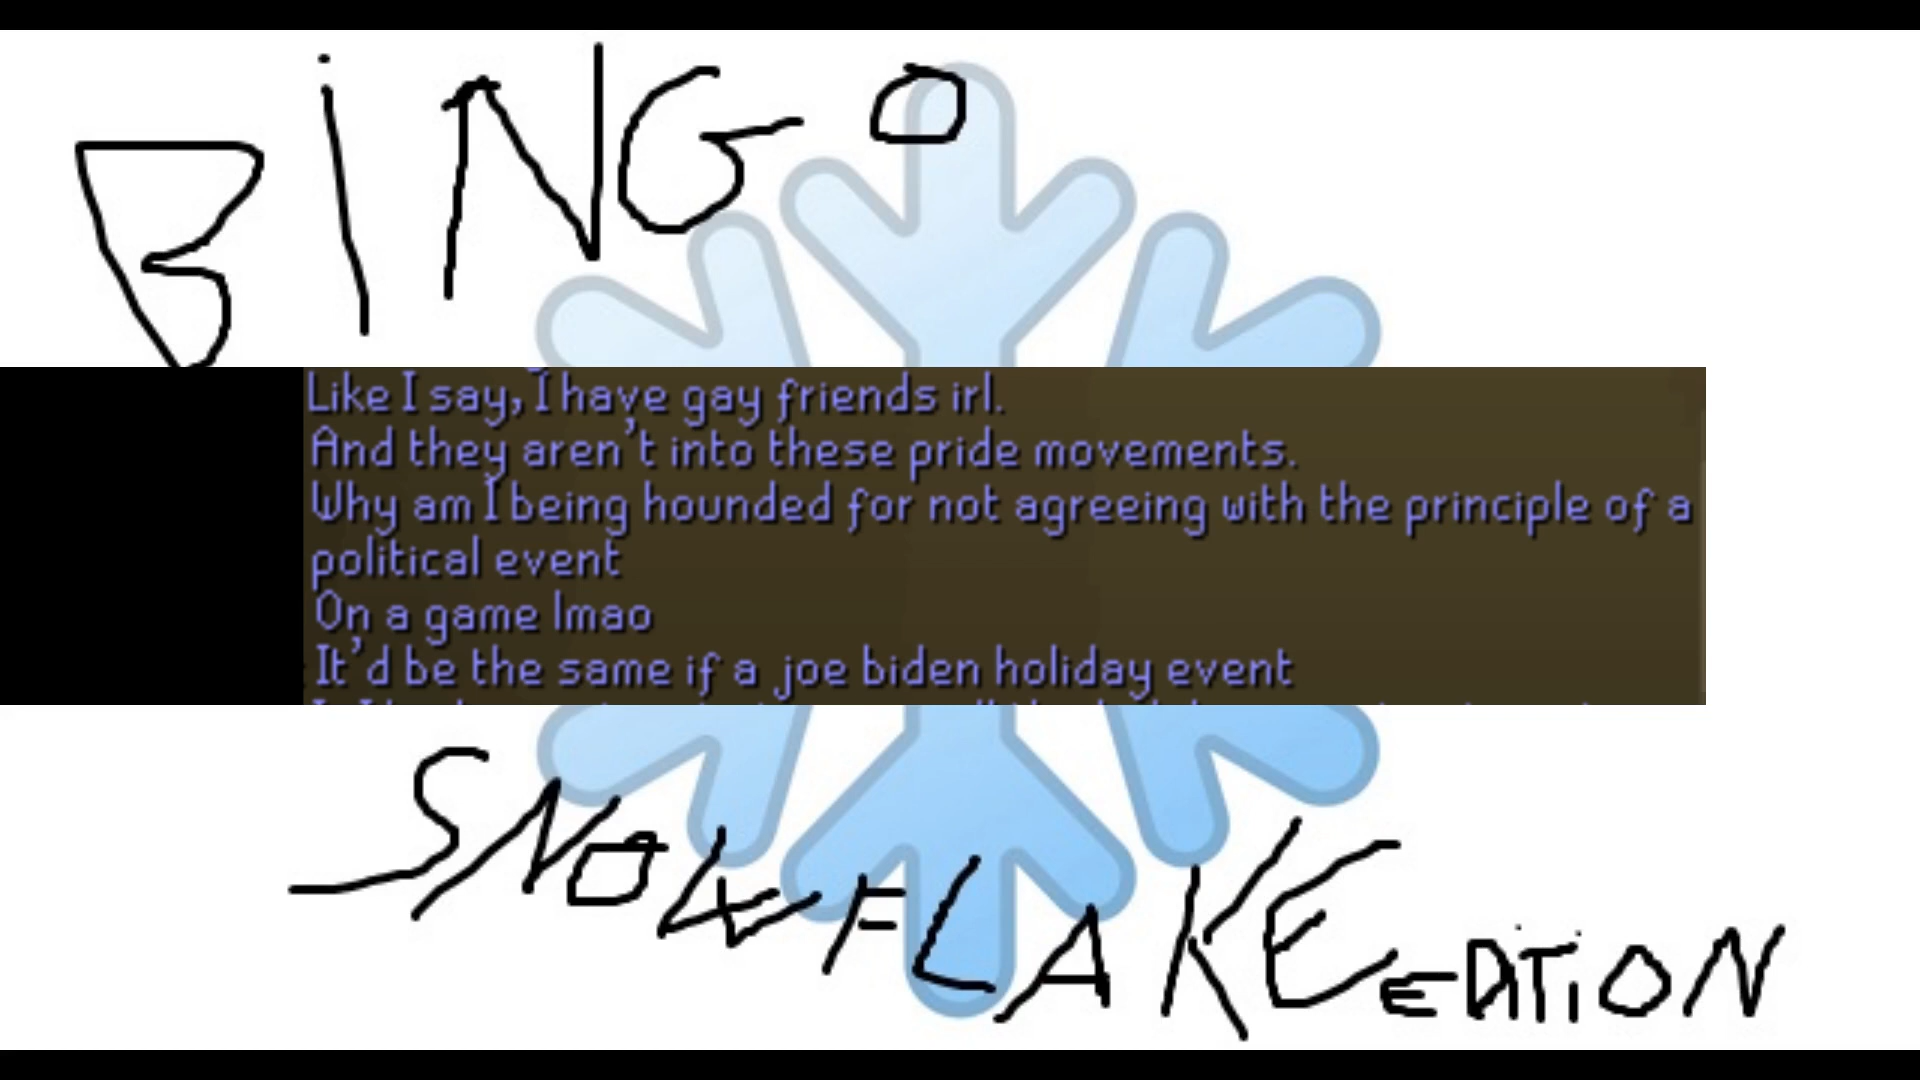 BiNGO
Like I say, I have gay friends irl.
And they aren't into these pride movements.
Why am I being hounded for not agreeing with the principle of a
political event
On a game lmao
It'd be the same if a joe biden holiday event
SNOWFLAKE EDiTiON